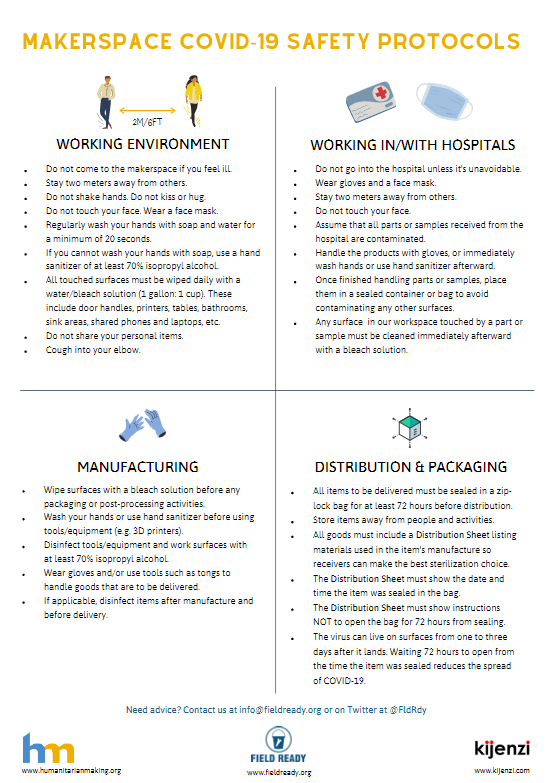 MAKERSPACE COVID-19 SAFETY PROTOCOLS
2M/6FT
WORKING ENVIRONMENT
• Do not come to the makerspace if you feel ill.
• Stay two meters away from others.
• Do not shake hands. Do not kiss or hug.
• Do not touch your face. Wear a face mask.
• Regularly wash your hands with soap and water for
a minimum of 20 seconds.
• If you cannot wash your hands with soap, use a hand
sanitizer of at least 70% isopropyl alcohol.
• All touched surfaces must be wiped daily with a
water/bleach solution (1 gallon: 1 cup). These
include door handles, printers, tables, bathrooms,
sink areas, shared phones and laptops, etc.
• Do not share your personal items.
• Cough into your elbow.
WORKING IN/WITH HOSPITALS
• Do not go into the hospital unless it's unavoidable.
• Wear gloves and a face mask.
• Stay two meters away from others.
• Do not touch your face.
• Assume that all parts or samples received from the
hospital are contaminated.
• Handle the products with gloves, or immediately
wash hands or use hand sanitizer afterward.
• Once finished handling parts or samples, place
them in a sealed container or bag to avoid
contaminating any other surfaces.
• Any surface in our workspace touched by a part or
sample must be cleaned immediately afterward
with a bleach solution.
MANUFACTURING
• Wipe surfaces with a bleach solution before any
packaging or post-processing activities.
• Wash your hands or use hand sanitizer before using
tools/equipment (e.g. 3D printers).
• Disinfect tools/equipment and work surfaces with
at least 70% isopropyl alcohol.
• Wear gloves and/or use tools such as tongs to
handle goods that are to be delivered.
• If applicable, disinfect items after manufacture and
before delivery.
DISTRIBUTION & PACKAGING
• All items to be delivered must be sealed in a zip-
lock bag for at least 72 hours before distribution.
• Store items away from people and activities.
• All goods must include a Distribution Sheet listing
materials used in the item's manufacture so
receivers can make the best sterilization choice.
• The Distribution Sheet must show the date and
time the item was sealed in the bag.
• The Distribution Sheet must show instructions
NOT to open the bag for 72 hours from sealing.
• The virus can live on surfaces from one to three
days after it lands. Waiting 72 hours to open from
the time the item was sealed reduces the spread
of COVID-19.
Need advice? Contact us at info@fieldready.org or on Twitter at @FldRdy
hm
www.humanitarianmaking.org
FIELD READY
www.fieldready.org
kijenzi
www.kijenzi.com